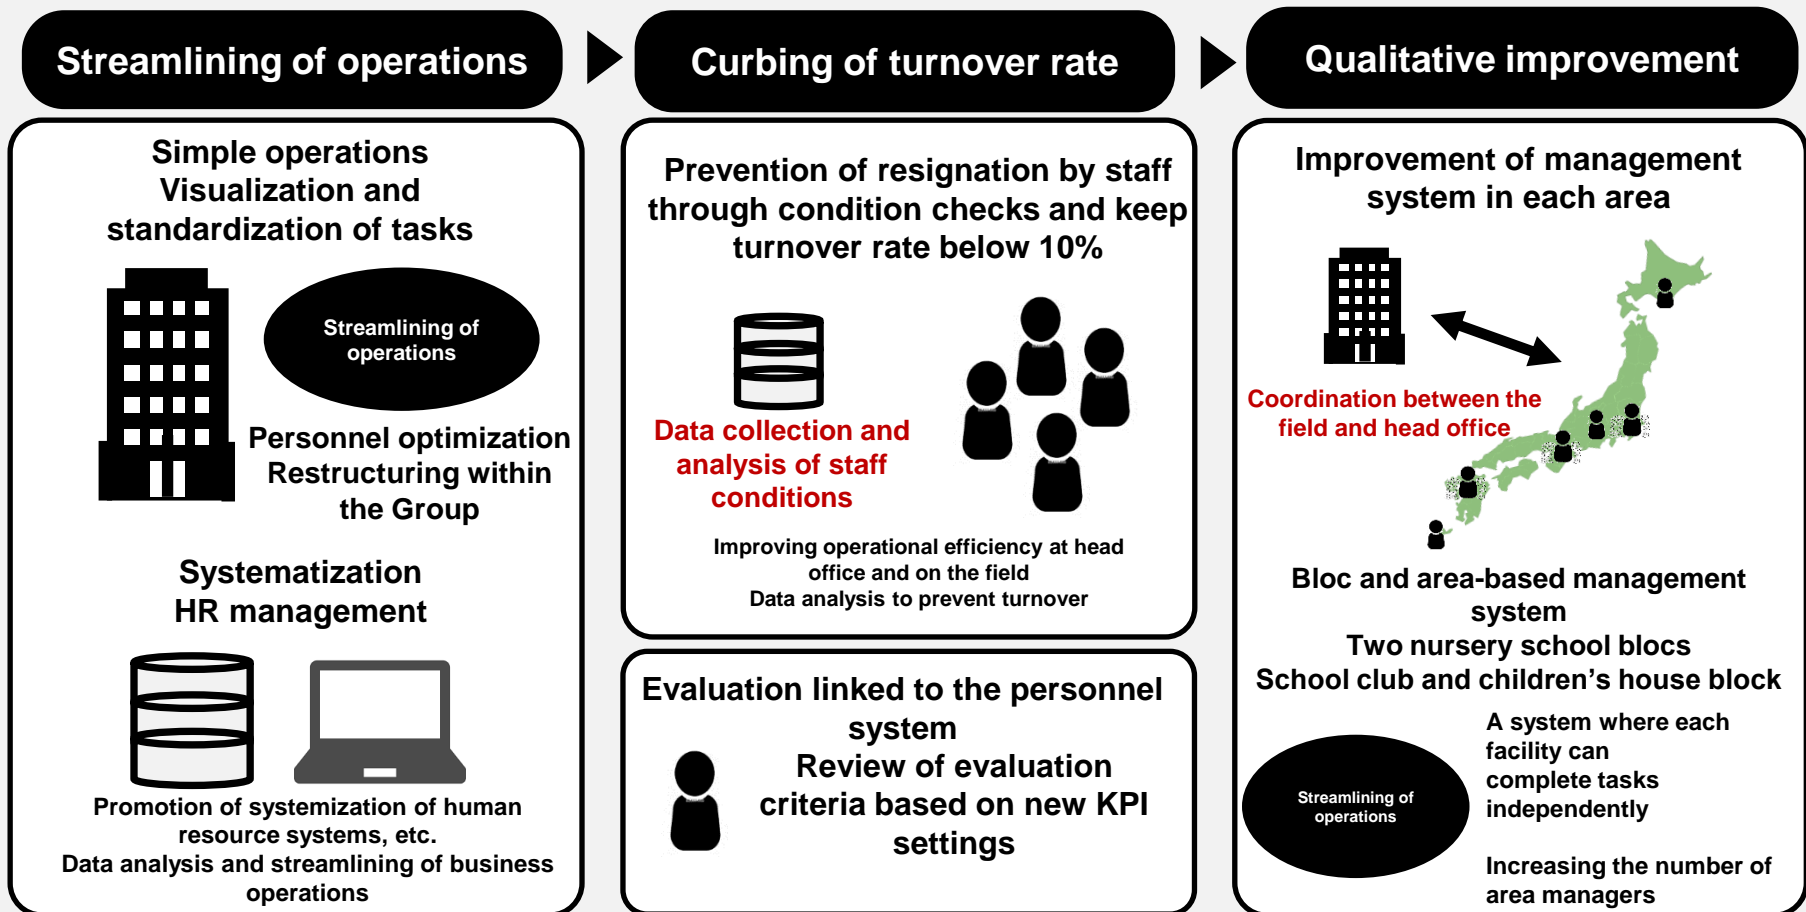 Streamlining of operations
Curbing of turnover rate
Qualitative improvement
Simple operations
Visualization and
standardization of tasks
Streamlining of
operations
Personnel optimization
Restructuring within
the Group
Systematization
HR management
Promotion of systemization of human
resource systems, etc.
Data analysis and streamlining of business
operations
Prevention of resignation by staff
through condition checks and keep
turnover rate below 10%
Data collection and
analysis of staff
conditions
Improving operational efficiency at head
office and on the field
Data analysis to prevent turnover
Evaluation linked to the personnel
system
Review of evaluation
criteria based on new KPI
settings
Improvement of management
system in each area
Coordination between the
field and head office
Bloc and area-based management
system
Two nursery school blocs
School club and children’s house block
Streamlining of
operations
A system where each
facility can
complete tasks
independently
Increasing the number of
area managers